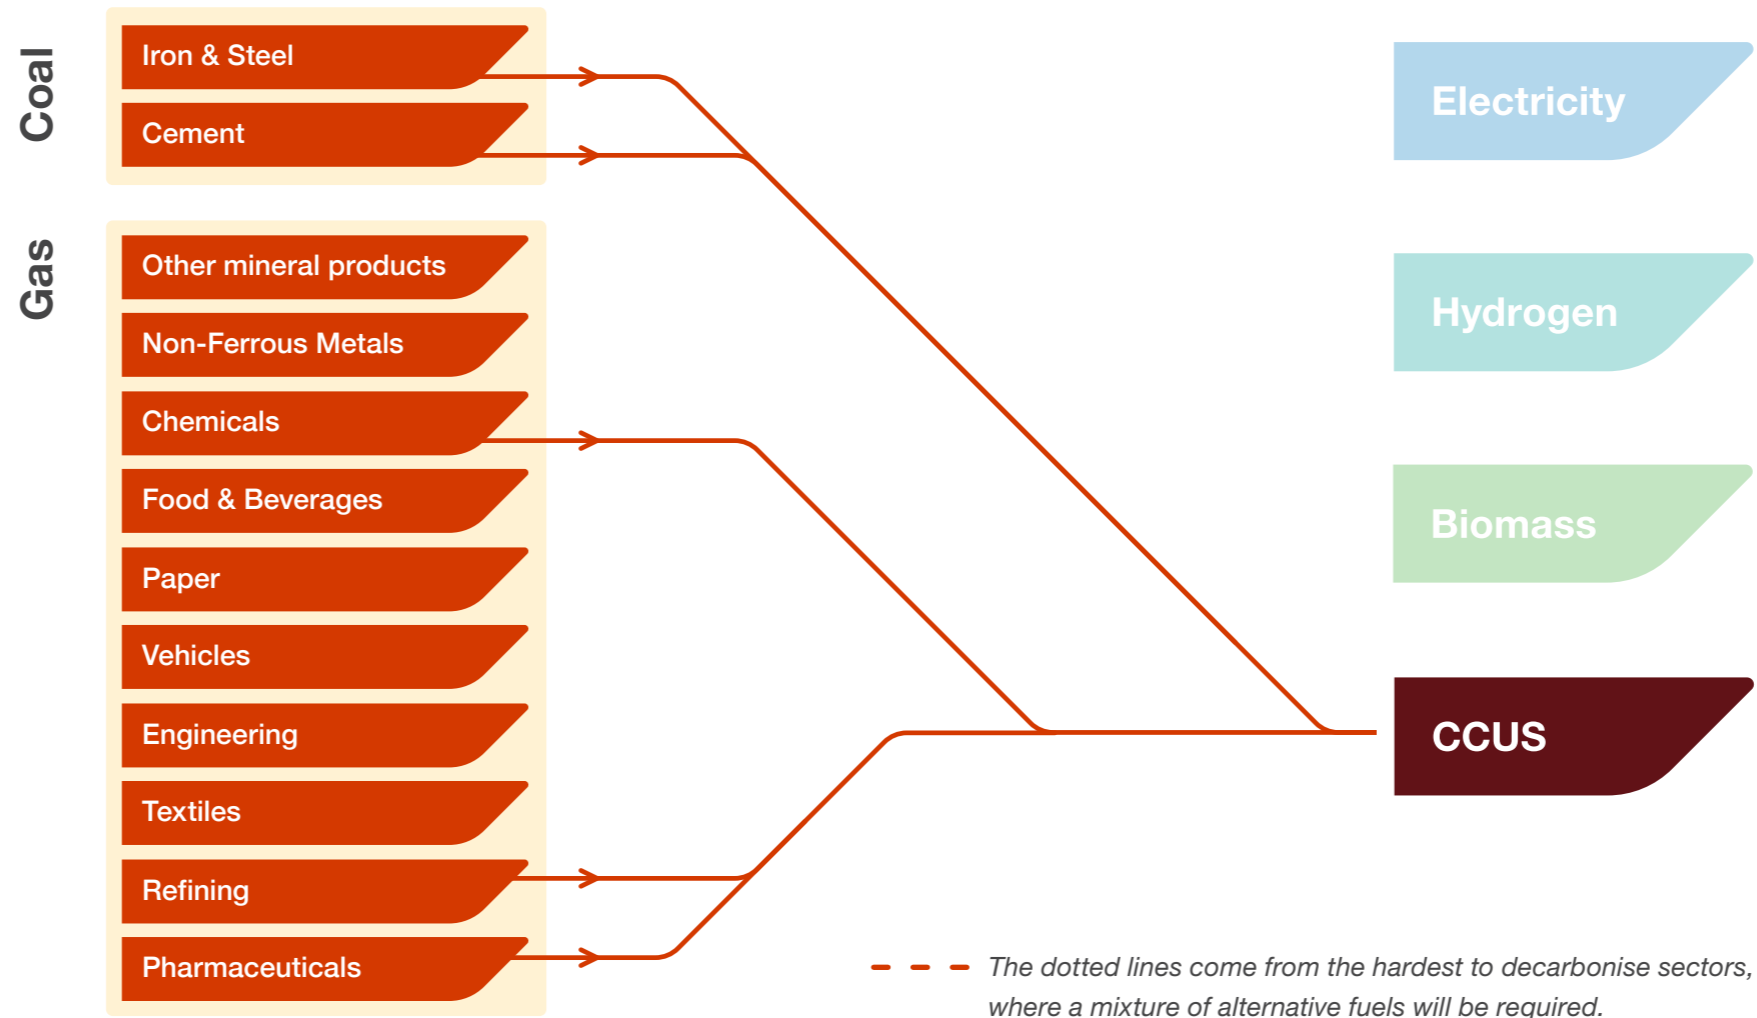 Coal
Iron & Steel
Cement
Gas
Other mineral products
Non-Ferrous Metals
Chemicals
Food & Beverages
Paper
Vehicles
Engineering
Textiles
Refining
Pharmaceuticals
Electricity
Hydrogen
Biomass
CCUS
The dotted lines come from the hardest to decarbonise sectors,
where a mixture of alternative fuels will be required.